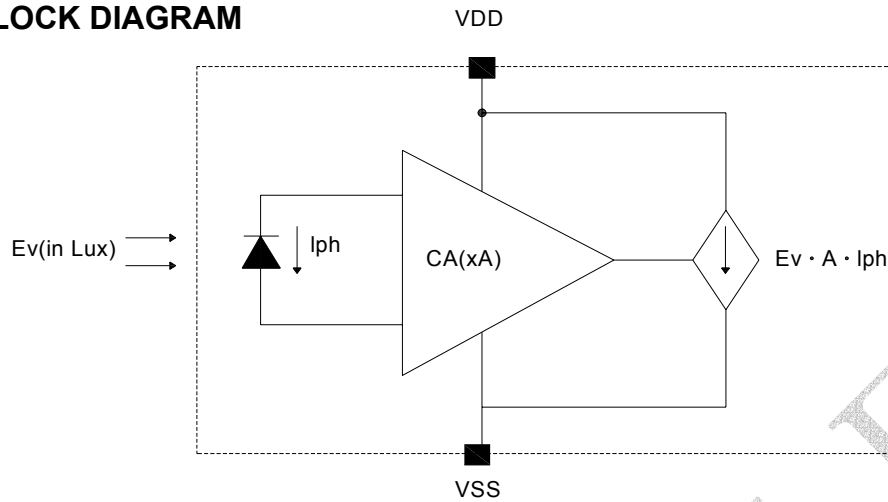 LOCK DIAGRAM
VDD
Ev(in Lux)
Iph
CA(xA)
Ev · A · Iph
VSS